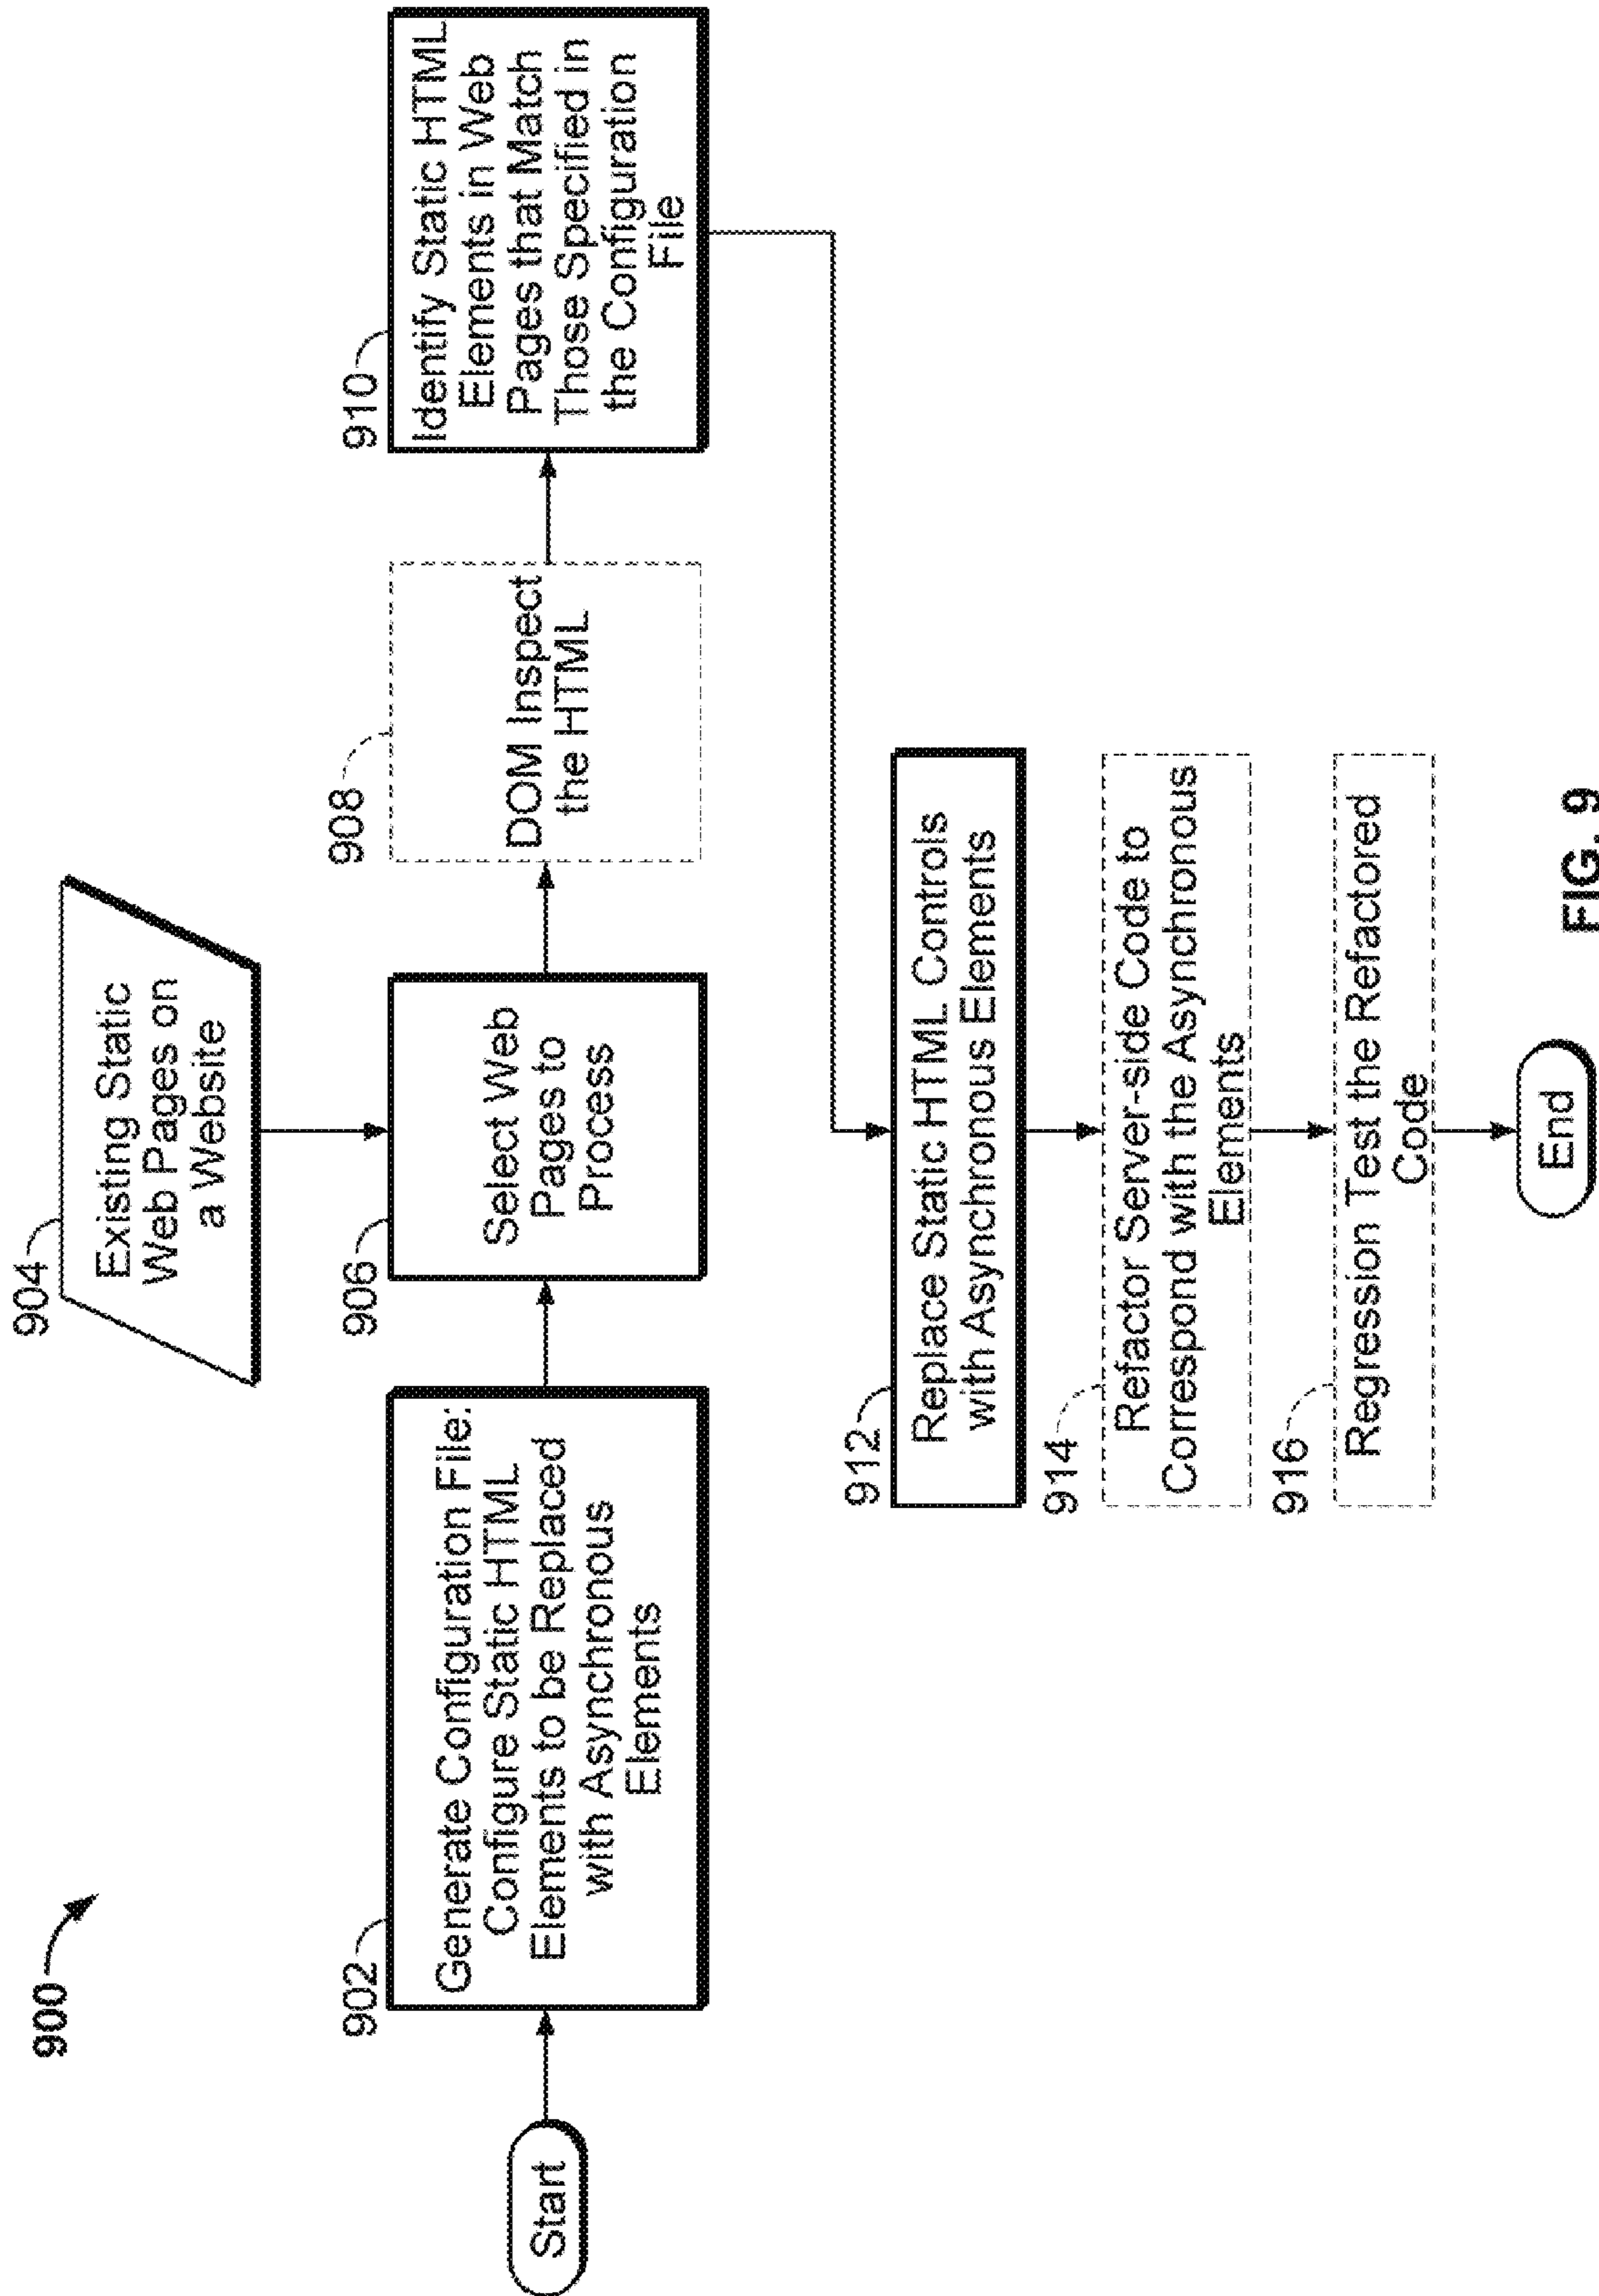 900
904
Existing Static
Web Pages on
a Website
Start
902
Generate Configuration File:
Configure Static HTML
Elements to be Replaced
with Asynchronous
Elements
906
Select Web
Pages to
Process
908
DOM Inspect
the HTML
910
Identify Static HTML
Elements in Web
Pages that Match
Those Specified in
the Configuration
File
912
Replace Static HTML Controls
with Asynchronous Elements
914
Refactor Server-side Code to
Correspond with the Asynchronous
Elements
916
Regression Test the Refactored
Code
End
FIG. 9